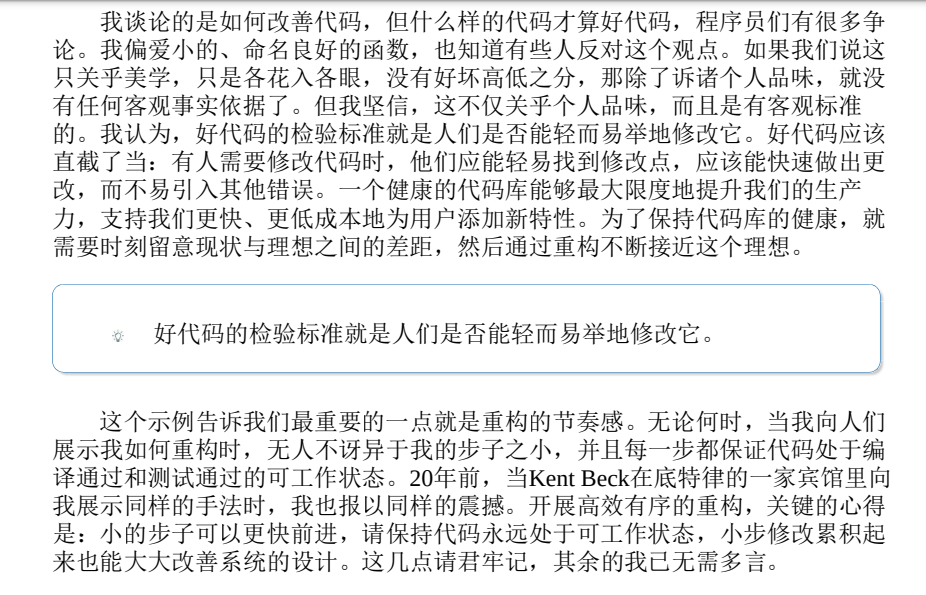 我谈论的是如何改善代码，但什么样的代码才算好代码，程序员们有很多争
论。我偏爱小的、命名良好的函数，也知道有些人反对这个观点。如果我们说这
只关乎美学，只是各花入各眼，没有好坏高低之分，那除了诉诸个人品味，就没
有任何客观事实依据了。但我坚信，这不仅关乎个人品味，而且是有客观标准
的。我认为，好代码的检验标准就是人们是否能轻而易举地修改它。好代码应该
直截了当：有人需要修改代码时，他们应能轻易找到修改点，应该能快速做出更
改，而不易引入其他错误。一个健康的代码库能够最大限度地提升我们的生产
力，支持我们更快、更低成本地为用户添加新特性。为了保持代码库的健康，就
需要时刻留意现状与理想之间的差距，然后通过重构不断接近这个理想。
好代码的检验标准就是人们是否能轻而易举地修改它。
这个示例告诉我们最重要的一点就是重构的节奏感。无论何时，当我向人们
展示我如何重构时，无人不讶异于我的步子之小，并且每一步都保证代码处于编
译通过和测试通过的可工作状态。20年前，当Kent Beck在底特律的一家宾馆里向
我展示同样的手法时，我也报以同样的震撼。开展高效有序的重构，关键的心得
是：小的步子可以更快前进，请保持代码永远处于可工作状态，小步修改累积起
来也能大大改善系统的设计。这几点请君牢记，其余的我已无需多言。